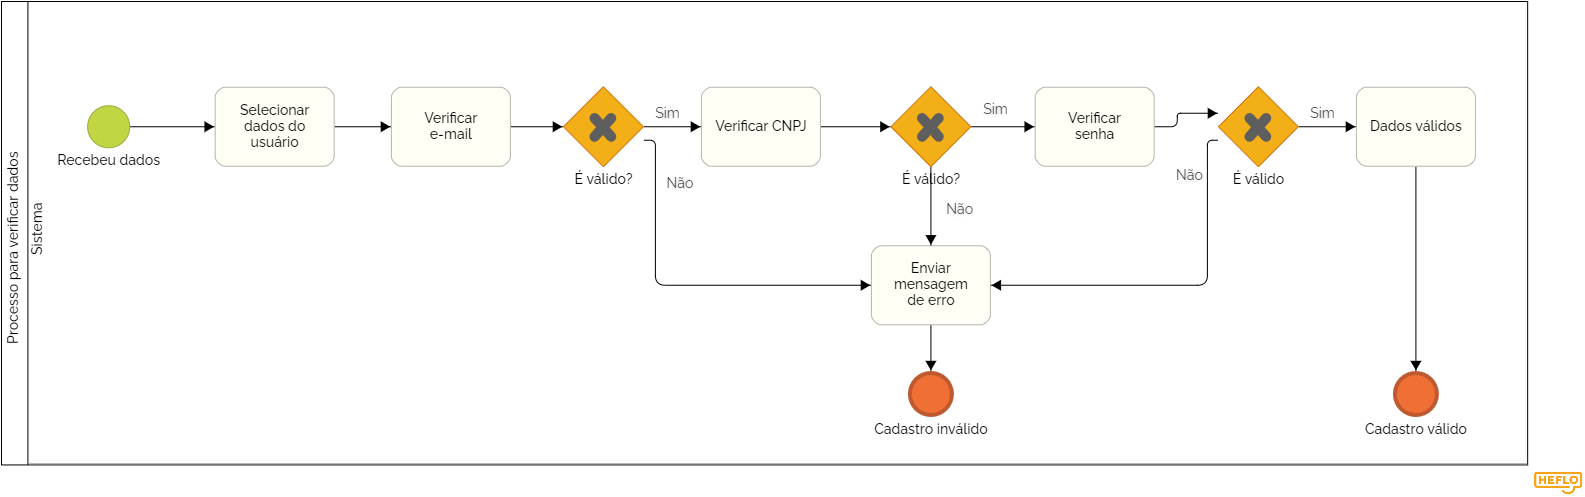 Processo para verificar dados
Sistema
Recebeu dados
Selecionar
dados do
usuário
Verificar
e-mail
É válido?
Sim
Não
Verificar CNPJ
É válido?
Sim
Não
Verificar
senha
É válido
Sim
Não
Dados válidos
Enviar
mensagem
de erro
Cadastro inválido
Cadastro válido
HEFLO